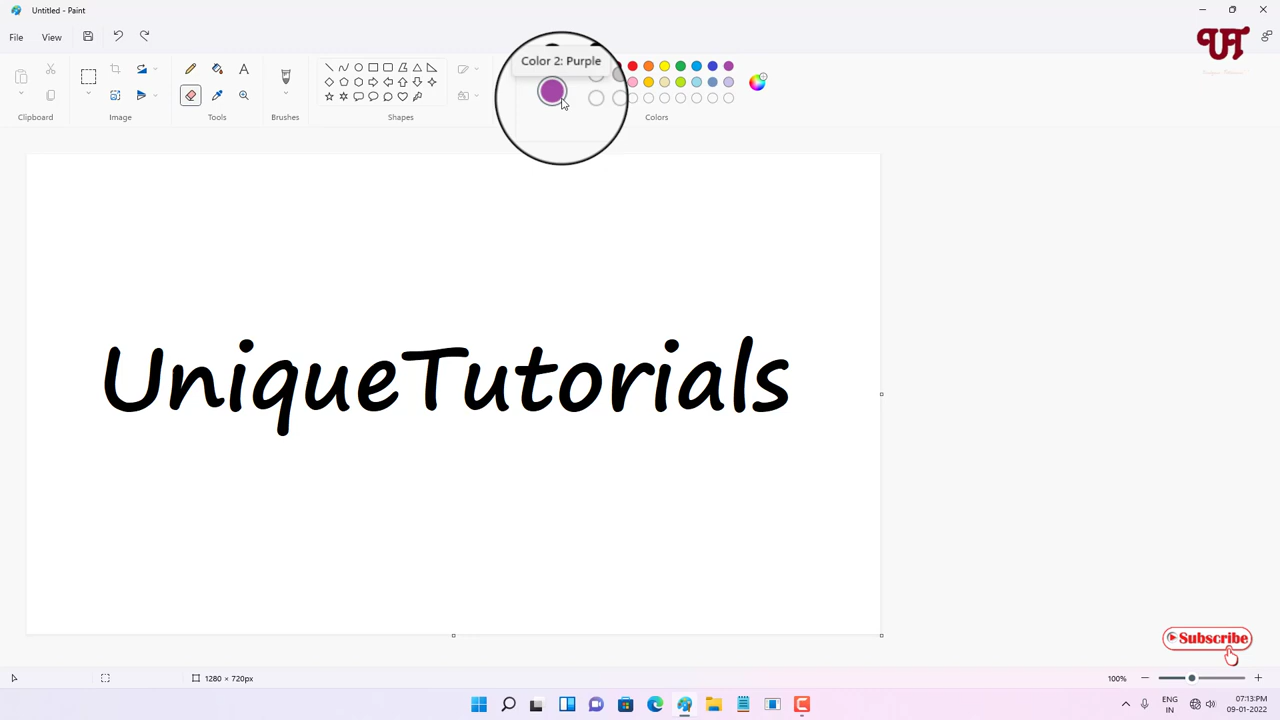 Untitled - Paint
File View
Color 2: Purple
Clipboard Image Tools Brushes Shapes Colors
UniqueTutorials
Subscribe
1280 × 720px
100%
ENG
IN
07:13 PM
09-01-2022